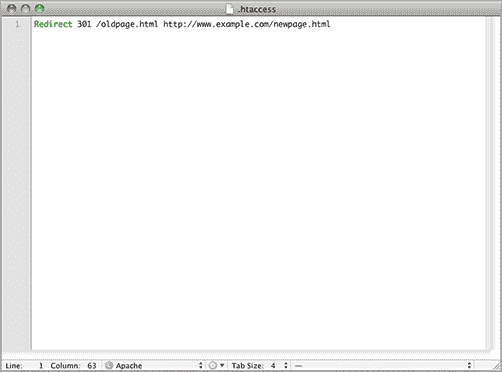 .htaccess
1 Redirect 301 /oldpage.html http://www.example.com/newpage.html
Line: 1 Column: 63 Apache Tab Size: 4 —